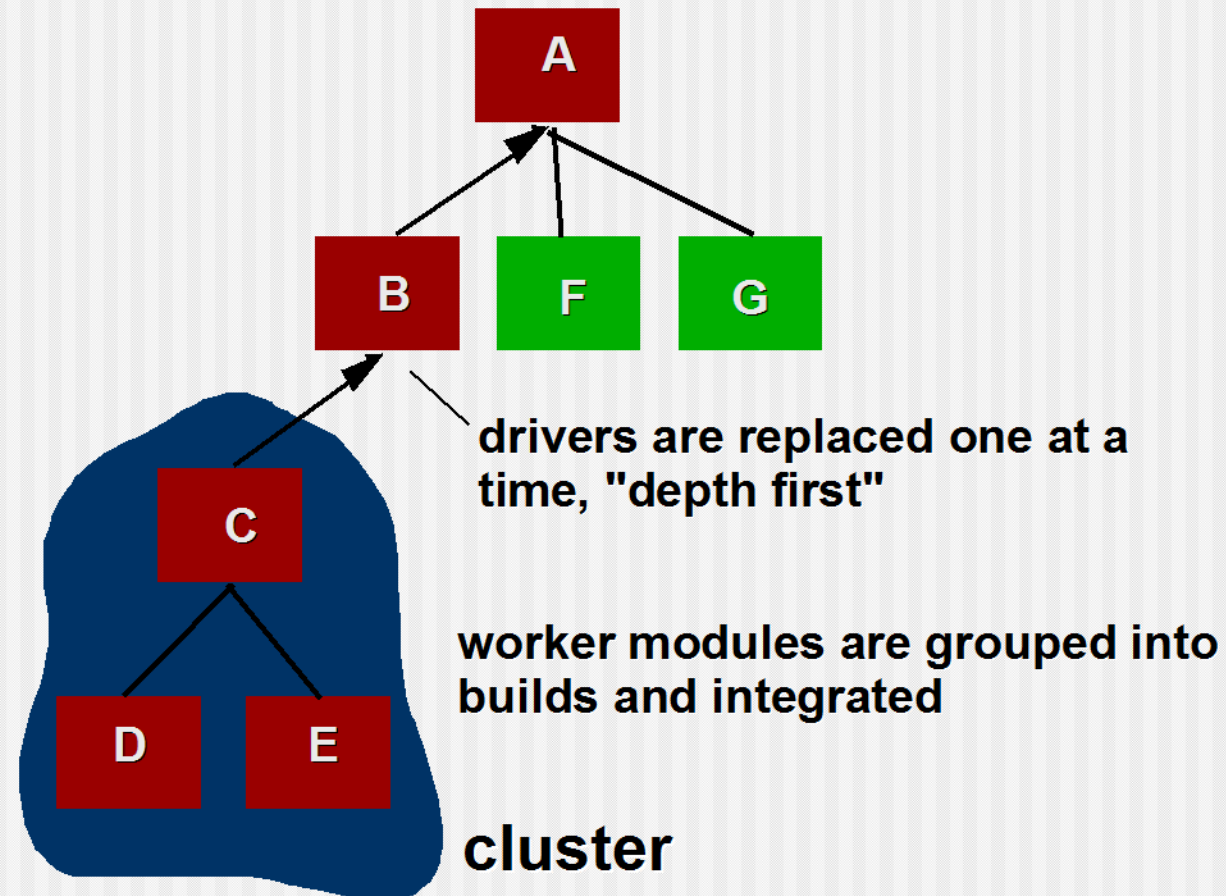 A
B
F
G
drivers are replaced one at a
time, "depth first"
C
worker modules are grouped into
builds and integrated
D
E
cluster